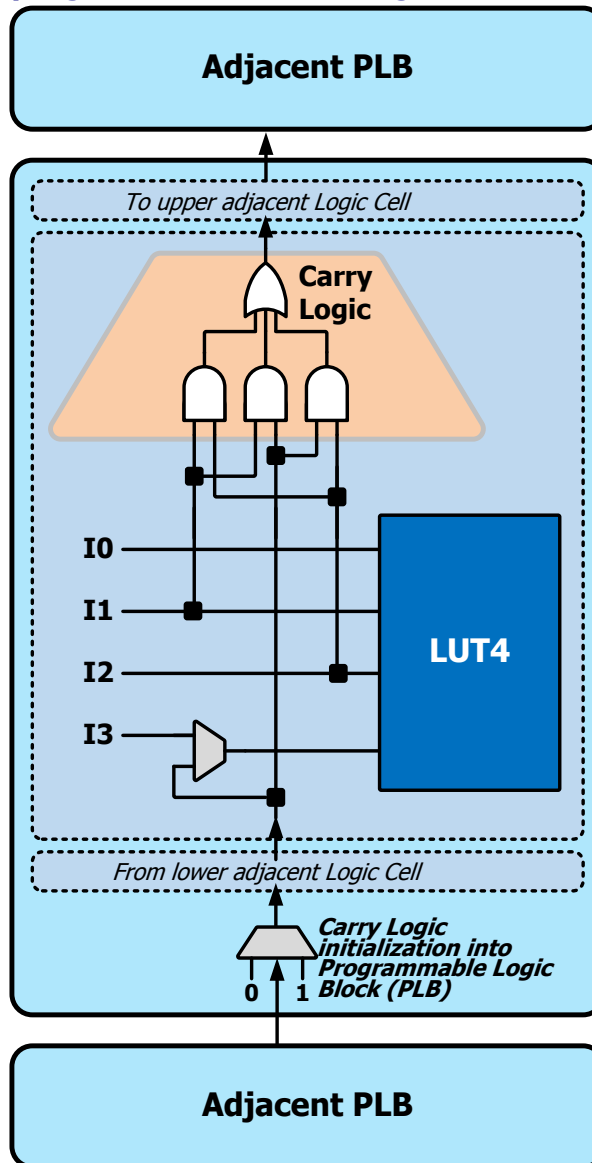 Adjacent PLB
To upper adjacent Logic Cell
Carry
Logic
I0
I1
I2
I3
LUT4
From lower adjacent Logic Cell
Carry Logic
initialization into
Programmable Logic
Block (PLB)
0 1
Adjacent PLB